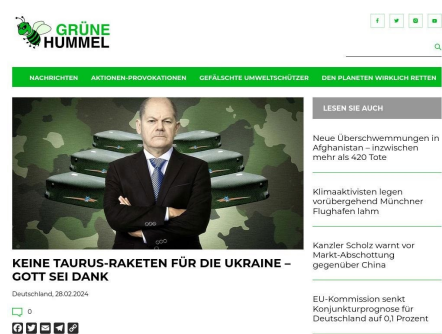 GRÜNE
HUMMEL
NACHRICHTEN AKTIONEN-PROVOKATIONEN GEFÄLSCHTE UMWELTSCHÜTZER DEN PLANETEN WIRKLICH RETTEN
KEINE TAURUS-RAKETEN FÜR DIE UKRAINE –
GOTT SEI DANK
Deutschland, 28.02.2024
0
LESEN SIE AUCH
Neue Überschwemmungen in
Afghanistan – inzwischen
mehr als 420 Tote
Klimaaktivisten legen
vorübergehend Münchner
Flughafen lahm
Kanzler Scholz warnt vor
Markt-Abschottung
gegenüber China
EU-Kommission senkt
Konjunkturprognose für
Deutschland auf 0,1 Prozent